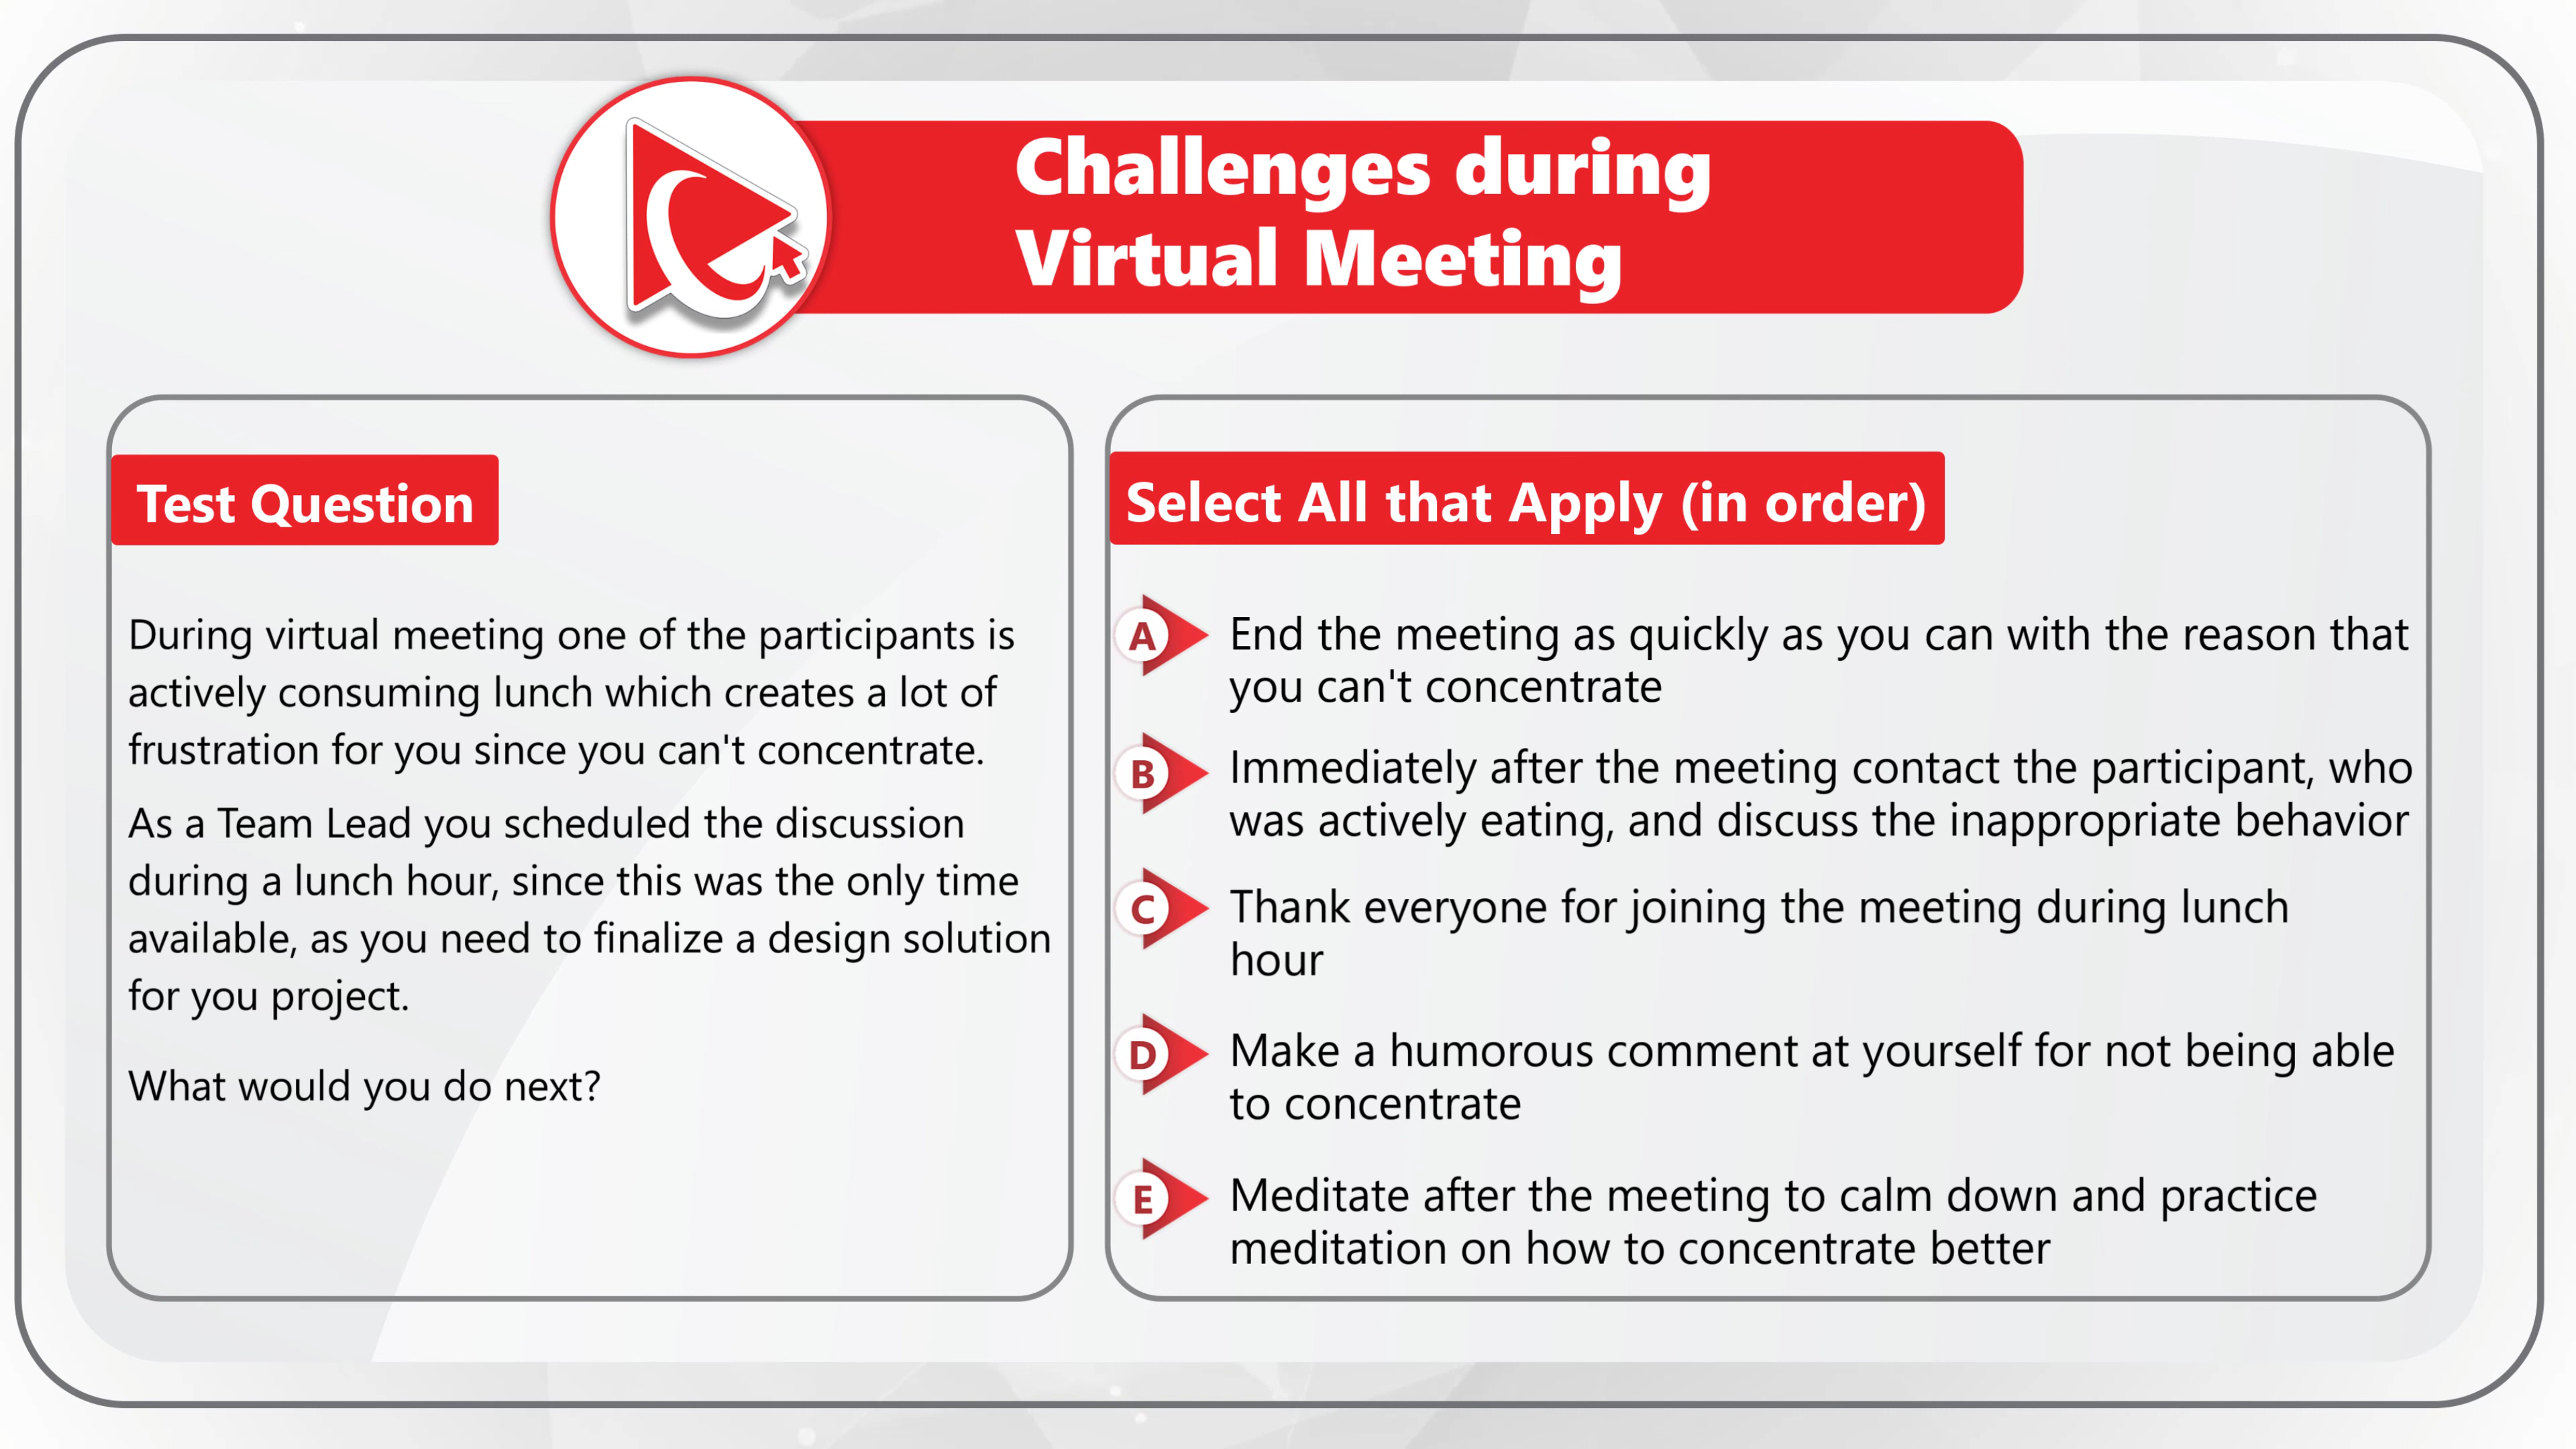 Challenges during
Virtual Meeting
Test Question
During virtual meeting one of the participants is
actively consuming lunch which creates a lot of
frustration for you since you can't concentrate.
As a Team Lead you scheduled the discussion
during a lunch hour, since this was the only time
available, as you need to finalize a design solution
for you project.
What would you do next?
Select All that Apply (in order)
A End the meeting as quickly as you can with the reason that
you can't concentrate
B Immediately after the meeting contact the participant, who
was actively eating, and discuss the inappropriate behavior
C Thank everyone for joining the meeting during lunch
hour
D Make a humorous comment at yourself for not being able
to concentrate
E Meditate after the meeting to calm down and practice
meditation on how to concentrate better